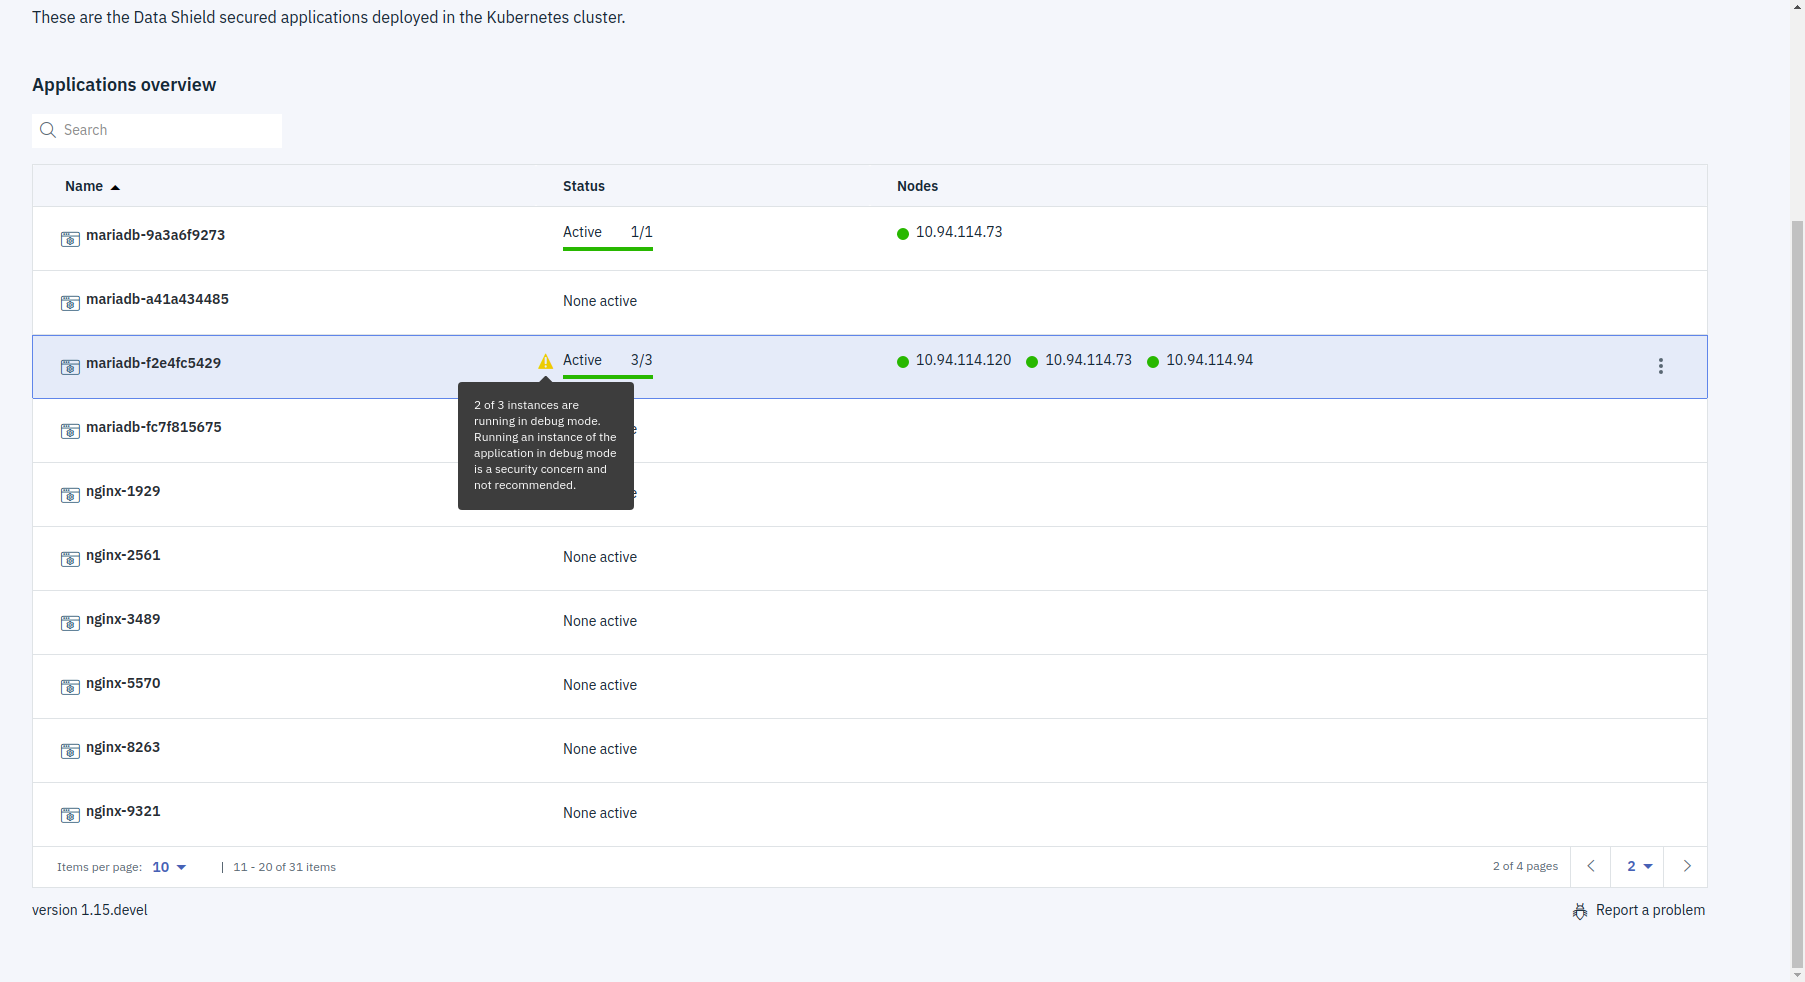 These are the Data Shield secured applications deployed in the Kubernetes cluster.
Applications overview
Search
Name Status Nodes
mariadb-9a3a6f9273 Active 1/1 10.94.114.73
mariadb-a41a434485 None active
mariadb-f2e4fc5429 Active 3/3 10.94.114.120 10.94.114.73 10.94.114.94
2 of 3 instances are
running in debug mode.
Running an instance of the
application in debug mode
is a security concern and
not recommended.
mariadb-fc7f815675
nginx-1929
nginx-2561 None active
nginx-3489 None active
nginx-5570 None active
nginx-8263 None active
nginx-9321 None active
Items per page: 10 | 11 - 20 of 31 items 2 of 4 pages 2
version 1.15.devel Report a problem